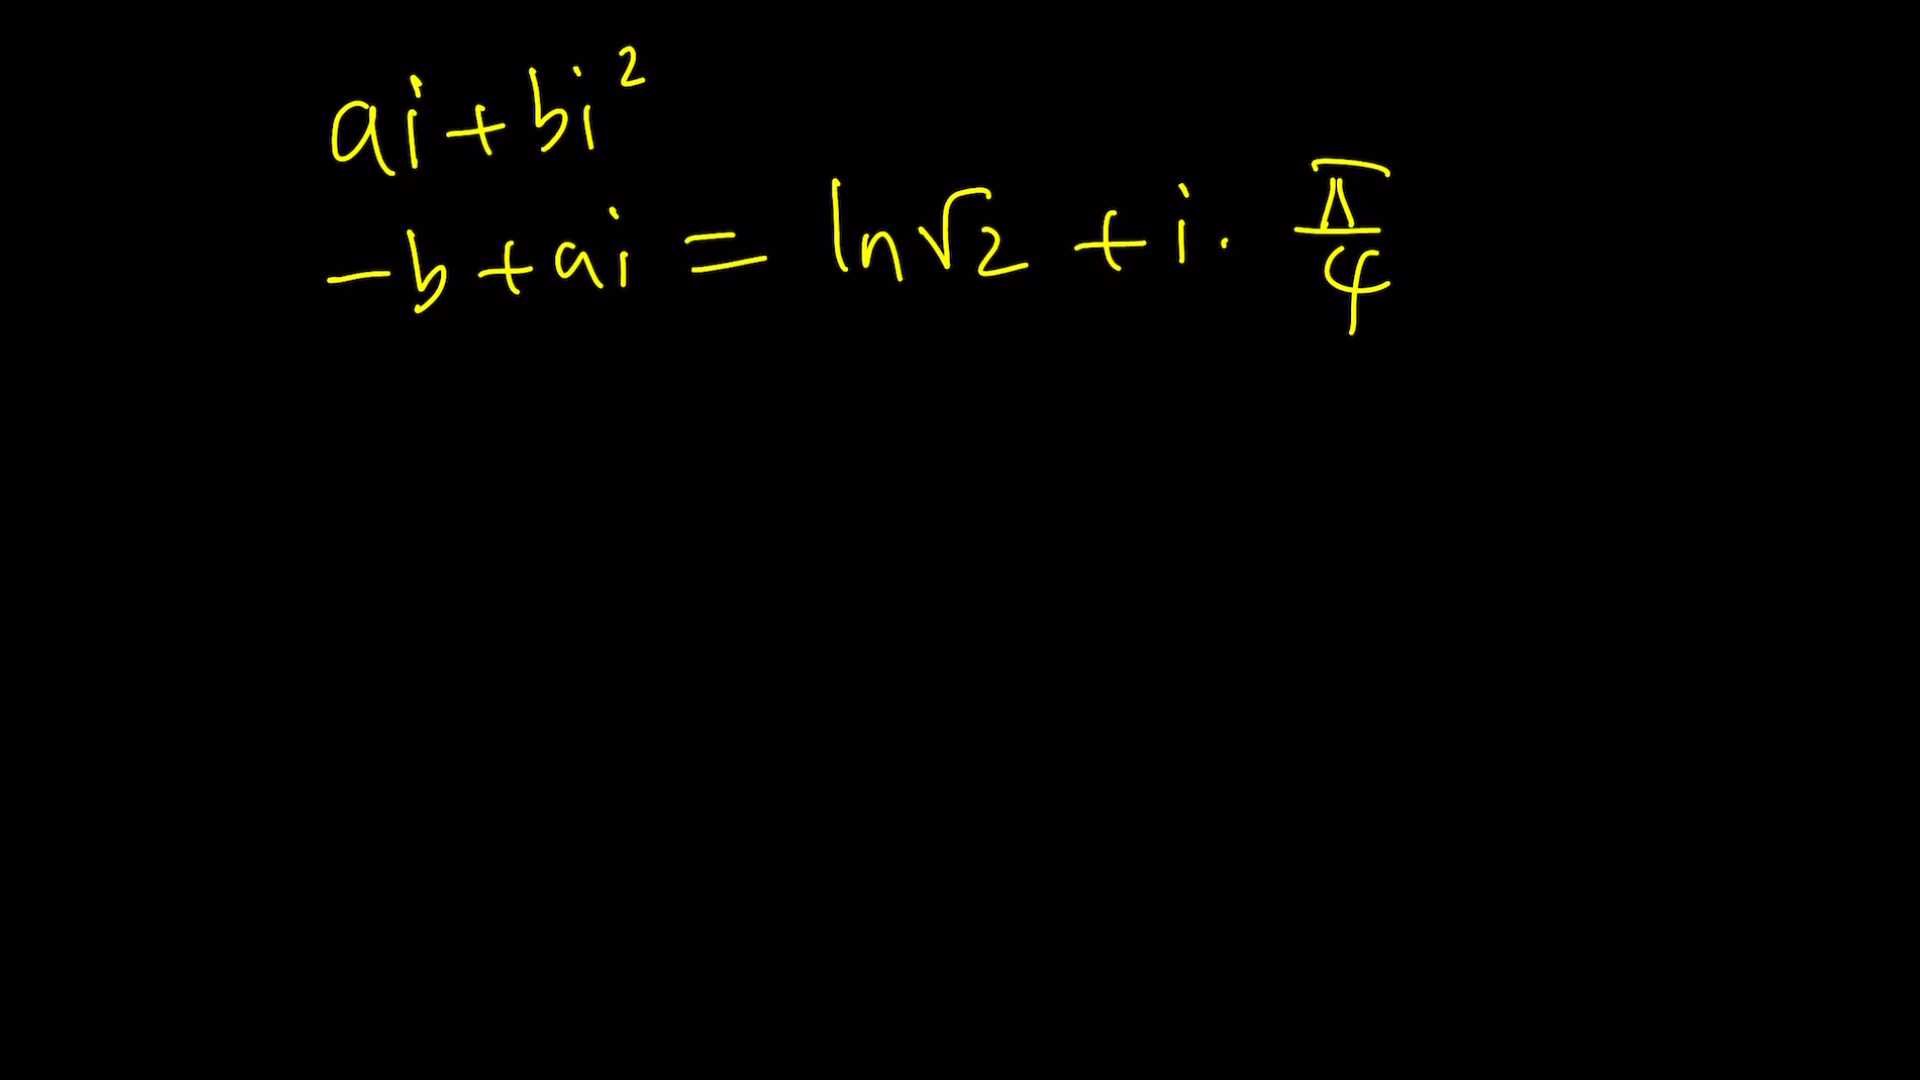 ai + bi²
-b + ai = ln√2 + i · π/4